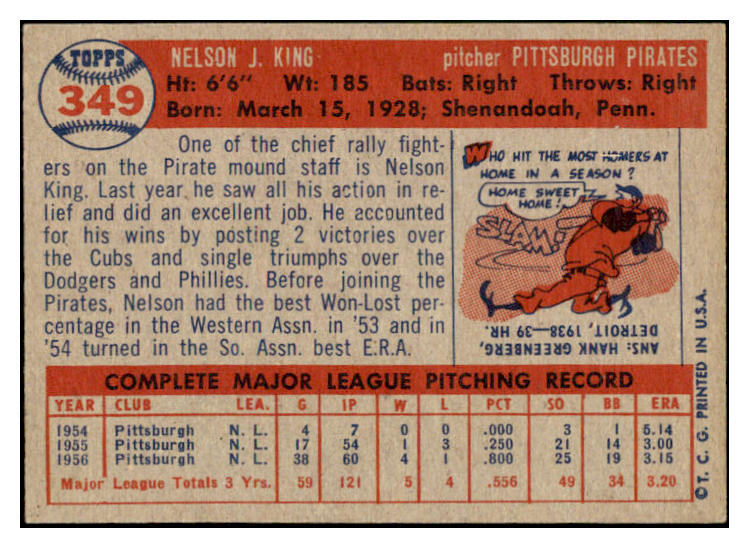 TOPPS
349
NELSON J. KING pitcher PITTSBURGH PIRATES
Ht: 6'6" Wt: 185 Bats: Right Throws: Right
Born: March 15, 1928; Shenandoah, Penn.
One of the chief rally fight-
ers on the Pirate mound staff is Nelson
King. Last year he saw all his action in re-
lief and did an excellent job. He accounted
for his wins by posting 2 victories over
the Cubs and single triumphs over the
Dodgers and Phillies. Before joining the
Pirates, Nelson had the best Won-Lost per-
centage in the Western Assn. in '53 and in
'54 turned in the So. Assn. best E.R.A.
WHO HIT THE MOST HOMERS AT
HOME IN A SEASON?
HOME SWEET
HOME!
SLAM!
ANS: HANK GREENBERG,
DETROIT, 1938—39 HR.
COMPLETE MAJOR LEAGUE PITCHING RECORD
YEAR CLUB LEA. G IP W L PCT SO BB ERA
1954 Pittsburgh N. L. 4 7 0 0 .000 3 1 5.14
1955 Pittsburgh N. L. 17 54 1 3 .250 21 14 3.00
1956 Pittsburgh N. L. 38 60 4 1 .800 25 19 3.15
Major League Totals 3 Yrs. 59 121 5 4 .556 49 34 3.20
© T. C. G. PRINTED IN U.S.A.